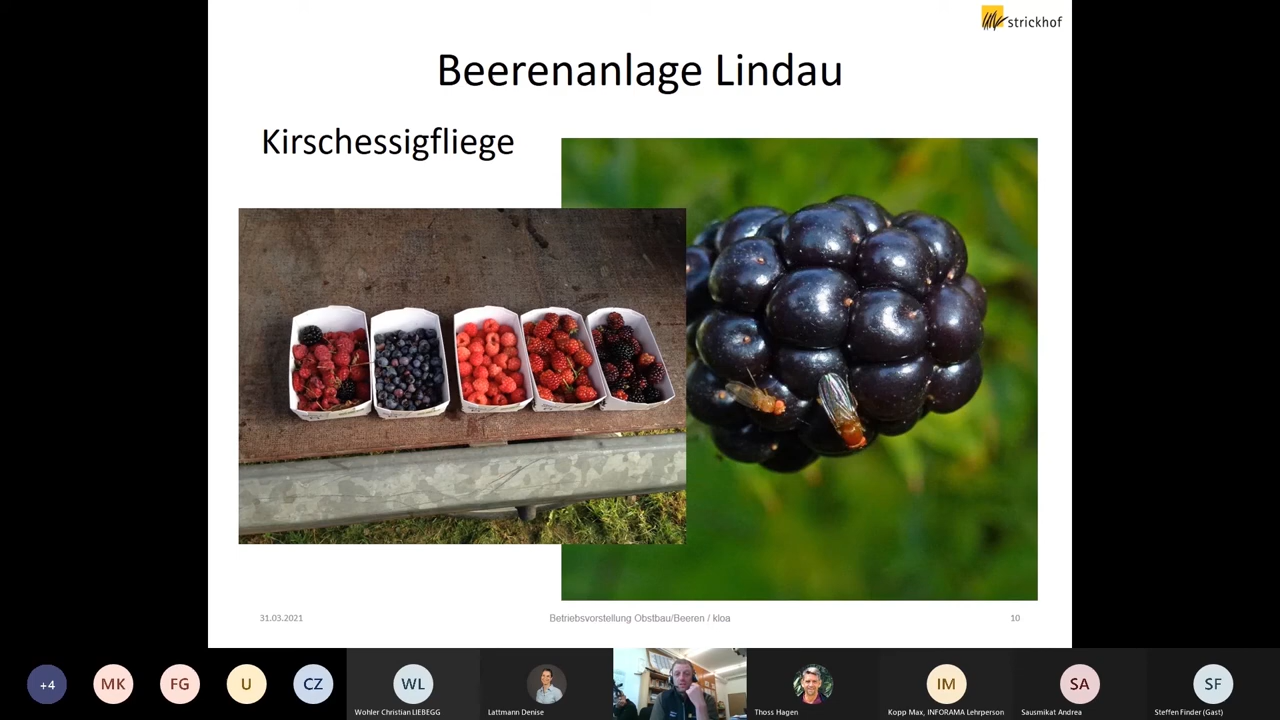 strickhof
Beerenanlage Lindau
Kirschessigfliege
31.03.2021
Betriebsvorstellung Obstbau/Beeren / kloa
10
+4
MK
FG
U
CZ
WL
IM
SA
SF
Wohler Christian LIEBEGG
Lattmann Denise
Thoss Hagen
Kopp Max, INFORAMA Lehrperson
Sausmikat Andrea
Steffen Finder (Gast)